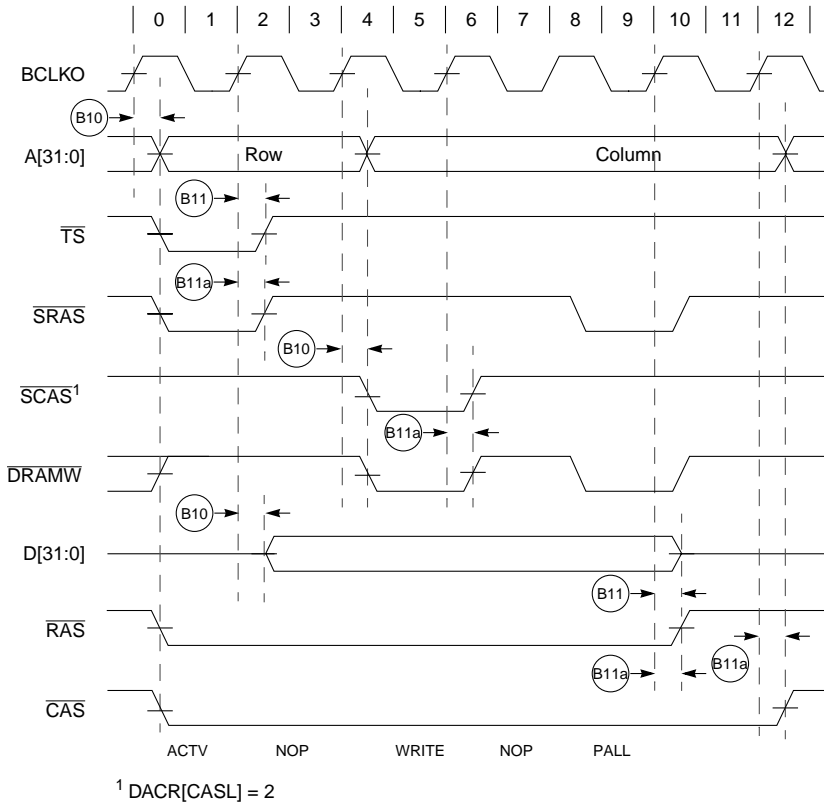 0 1 2 3 4 5 6 7 8 9 10 11 12
BCLKO
B10
A[31:0] Row Column
B11
TS
B11a
SRAS
B10
SCAS¹
B11a
DRAMW
B10
D[31:0]
B11
RAS
B11a B11a
CAS
ACTV NOP WRITE NOP PALL
¹ DACR[CASL] = 2